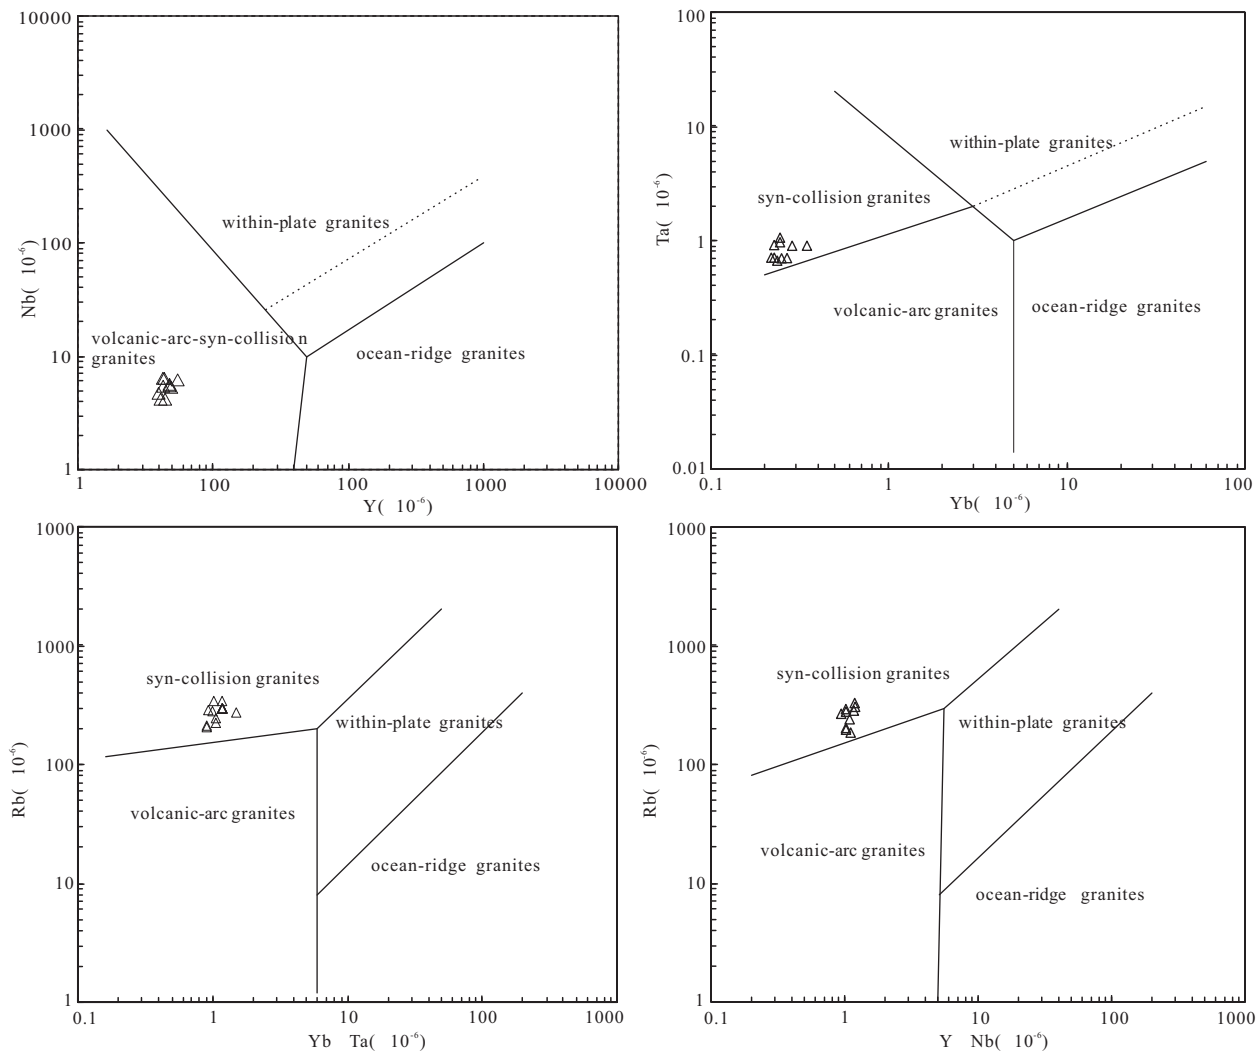 10000
1000
100
10
1
Nb( 10⁻⁶)
within-plate granites
volcanic-arc-syn-collision
granites
ocean-ridge granites
1
100
100
1000
10000
Y( 10⁻⁶)
100
10
1
0.1
0.01
Ta( 10⁻⁶)
within-plate granites
syn-collision granites
volcanic-arc granites
ocean-ridge granites
0.1
1
10
100
Yb( 10⁻⁶)
1000
1000
100
10
1
Rb( 10⁻⁶)
syn-collision granites
within-plate granites
volcanic-arc granites
ocean-ridge granites
0.1
1
10
100
1000
Yb Ta( 10⁻⁶)
1000
1000
100
10
1
Rb( 10⁻⁶)
syn-collision granites
within-plate granites
volcanic-arc granites
ocean-ridge granites
0.1
1
10
100
1000
Y Nb( 10⁻⁶)